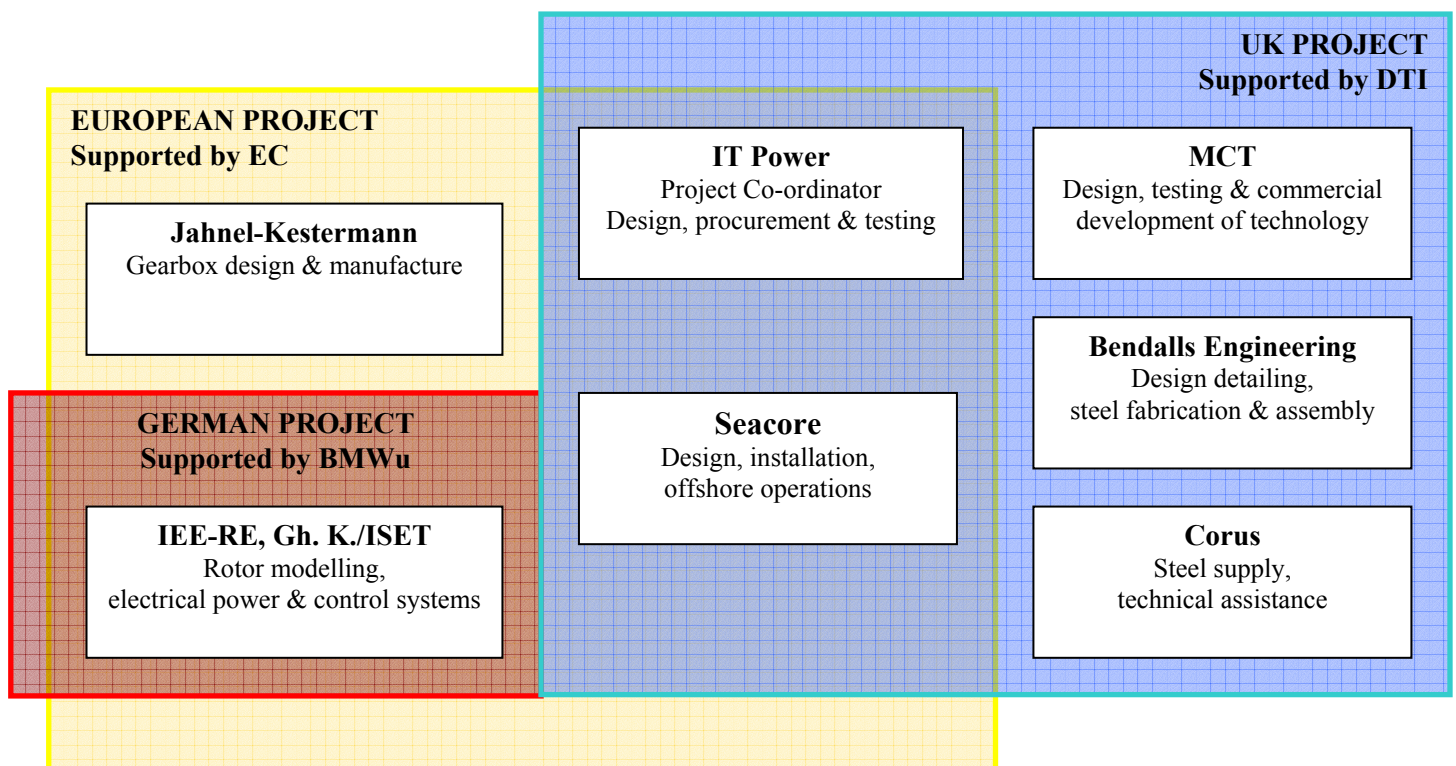 UK PROJECT
Supported by DTI
EUROPEAN PROJECT
Supported by EC
IT Power
Project Co-ordinator
Design, procurement & testing
MCT
Design, testing & commercial
development of technology
Jahnel-Kestermann
Gearbox design & manufacture
Bendalls Engineering
Design detailing,
steel fabrication & assembly
GERMAN PROJECT
Supported by BMWu
Seacore
Design, installation,
offshore operations
IEE-RE, Gh. K./ISET
Rotor modelling,
electrical power & control systems
Corus
Steel supply,
technical assistance